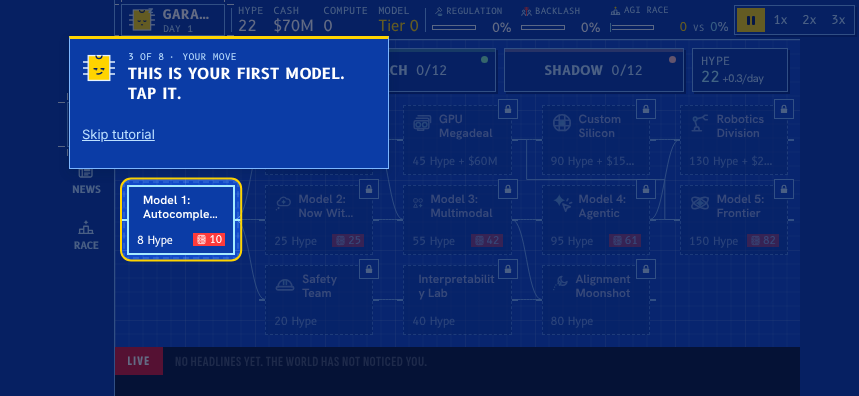 GARA...
DAY 1
HYPE
22
CASH
$70M
COMPUTE
0
MODEL
Tier 0
REGULATION
0%
BACKLASH
0%
AGI RACE
0 vs 0%
1x
2x
3x
3 OF 8 · YOUR MOVE
THIS IS YOUR FIRST MODEL.
TAP IT.
Skip tutorial
CH 0/12
SHADOW 0/12
HYPE
22 +0.3/day
GPU
Megadeal
45 Hype + $60M
Custom
Silicon
90 Hype + $15...
Robotics
Division
130 Hype + $2...
NEWS
RACE
Model 1:
Autocomple...
8 Hype
10
Model 2:
Now Wit...
25 Hype
25
Model 3:
Multimodal
55 Hype
42
Model 4:
Agentic
95 Hype
61
Model 5:
Frontier
150 Hype
82
Safety
Team
20 Hype
Interpretabilit
y Lab
40 Hype
Alignment
Moonshot
80 Hype
LIVE
NO HEADLINES YET. THE WORLD HAS NOT NOTICED YOU.